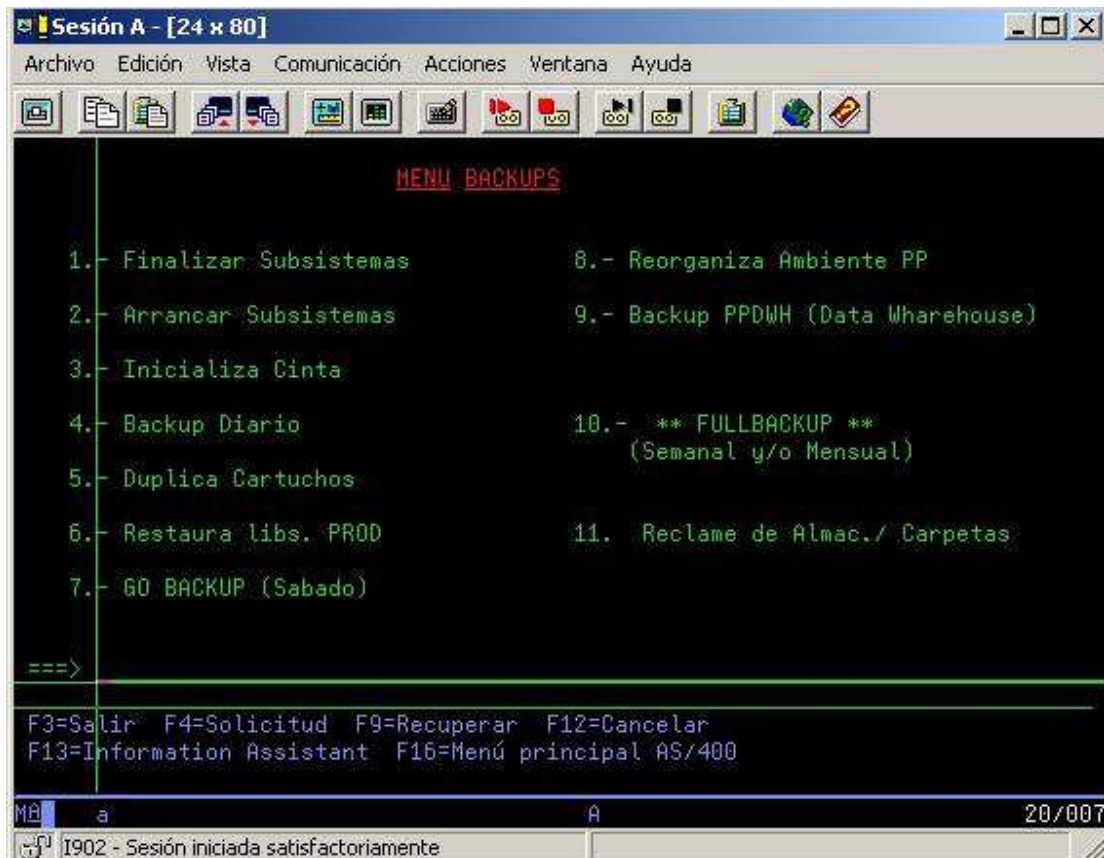 Sesión A - [24 x 80]
Archivo Edición Vista Comunicación Acciones Ventana Ayuda
MENU BACKUPS
1.- Finalizar Subsistemas 8.- Reorganiza Ambiente PP
2.- Arrancar Subsistemas 9.- Backup PPDWH (Data Wharehouse)
3.- Inicializa Cinta
4.- Backup Diario 10.- ** FULLBACKUP **
(Semanal y/o Mensual)
5.- Duplica Cartuchos
6.- Restaura libs. PROD 11. Reclame de Almac./ Carpetas
7.- GO BACKUP (Sabado)
===>
F3=Salir F4=Solicitud F9=Recuperar F12=Cancelar
F13=Information Assistant F16=Menú principal AS/400
MA a A 20/007
I902 - Sesión iniciada satisfactoriamente